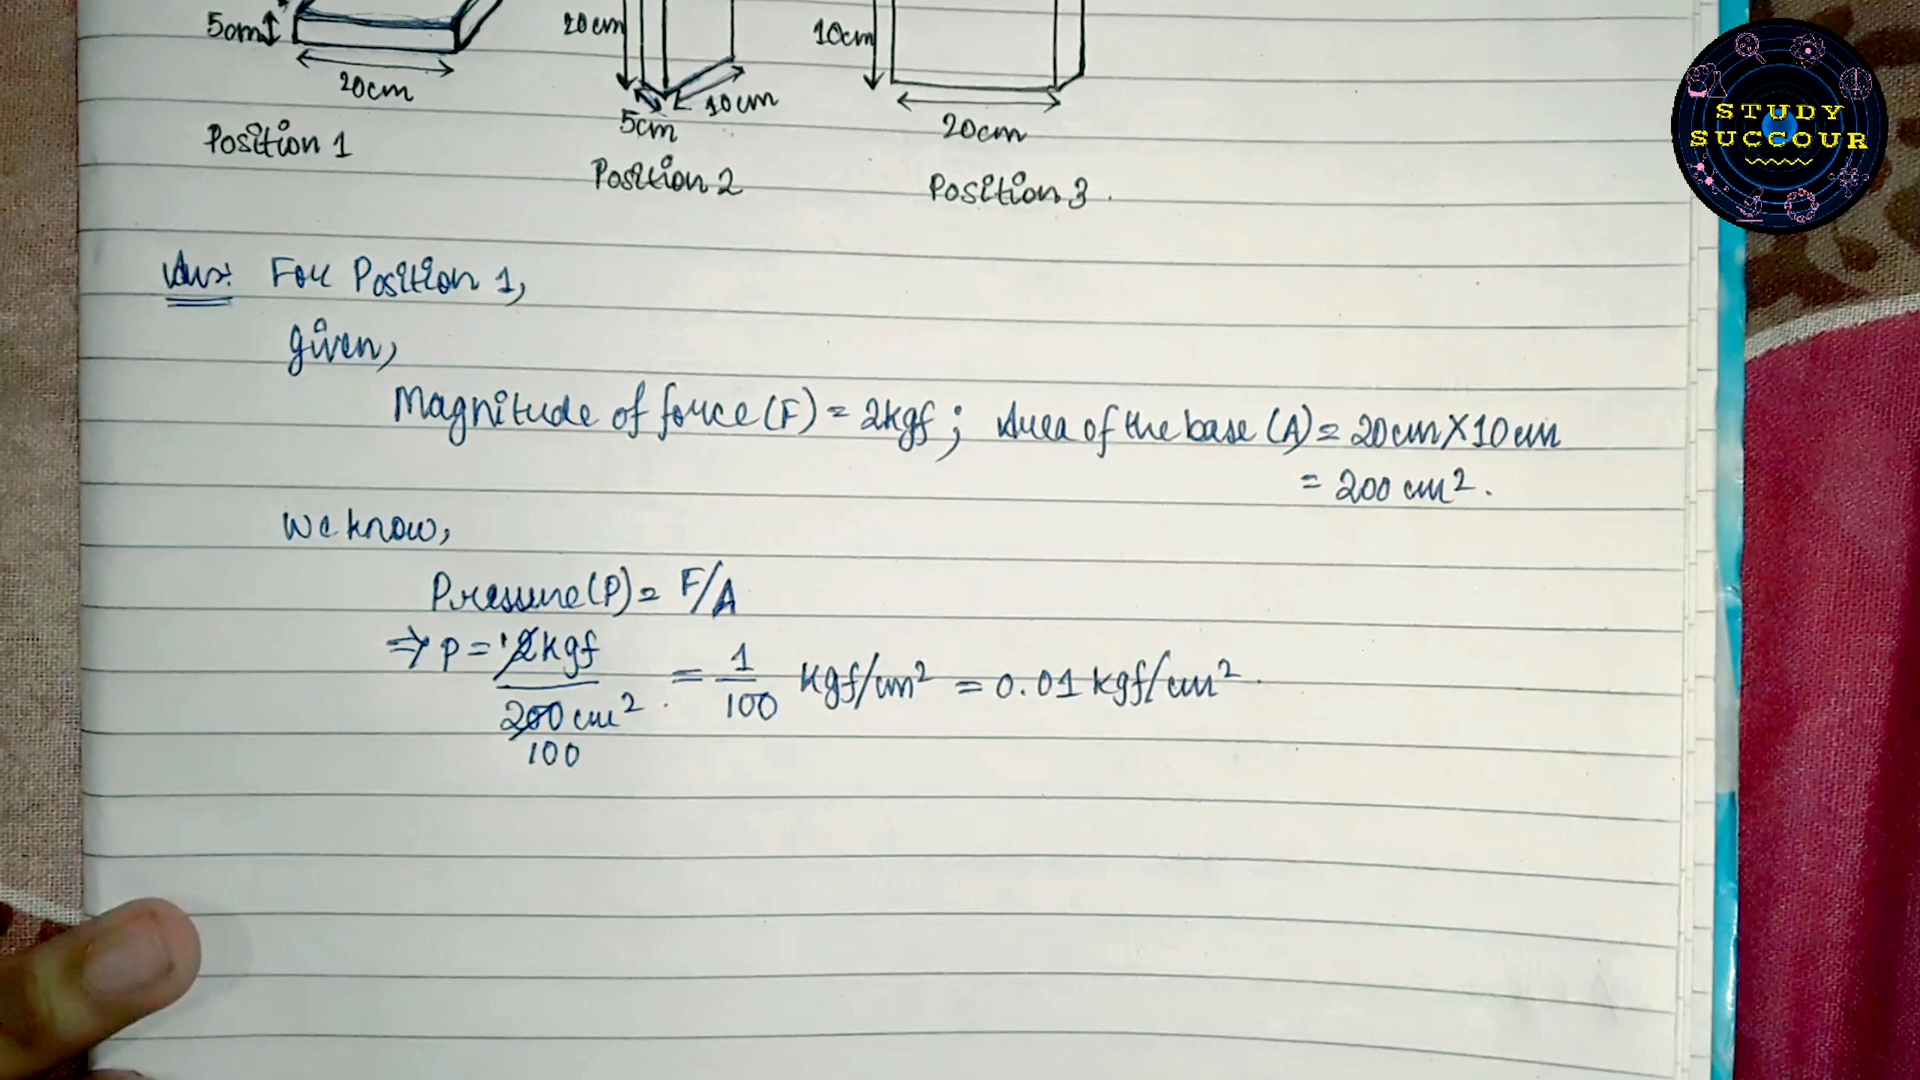 5cm
20cm
Position 1
20cm
5cm
10cm
Position 2
10cm
20cm
Position 3.
STUDY
SUCCOUR
Ans: For Position 1,
given,
Magnitude of force (F) = 2kgf; Area of the base (A) = 20cm X 10cm
= 200 cm².
We know,
Pressure (P) = F/A
⇒ P = 1 2kgf / 200 cm² 100 . = 1/100 kgf/cm² = 0.01 kgf/cm².